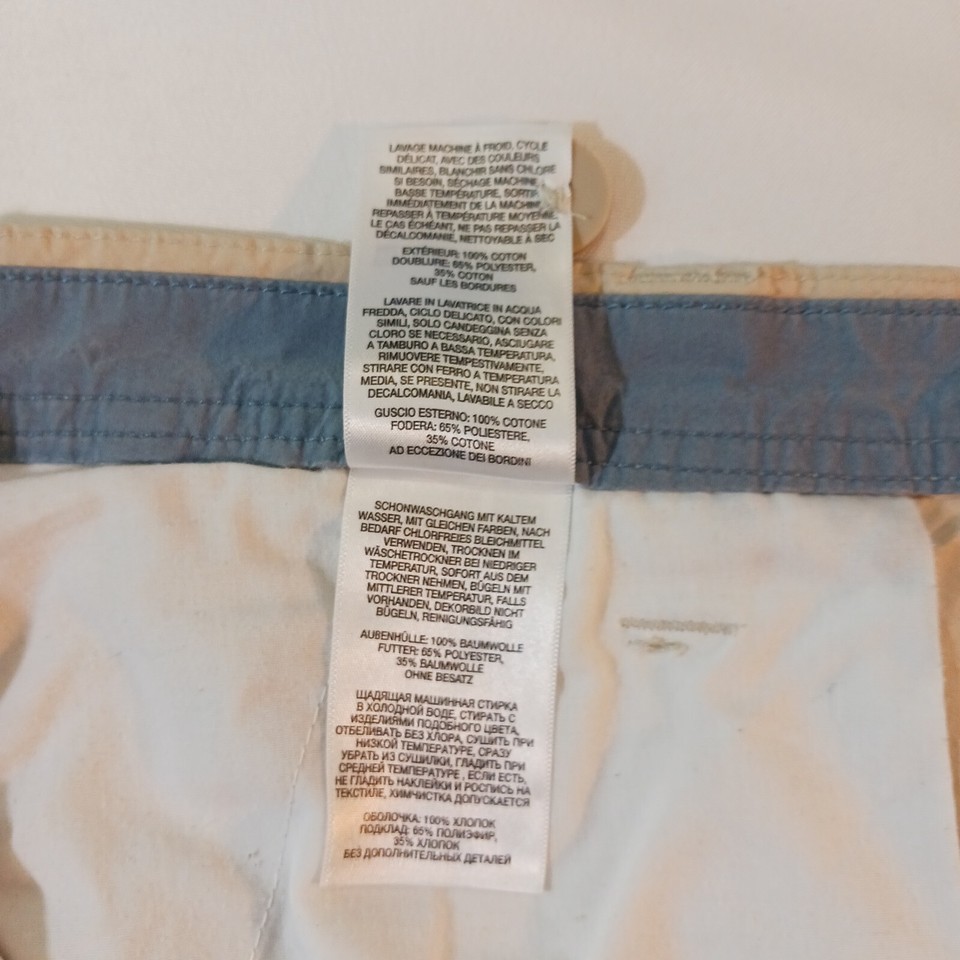 LAVAGE MACHINE À FROID, CYCLE
DÉLICAT, AVEC DES COULEURS
SIMILAIRES, BLANCHIR SANS CHLORE
SI BESOIN, SÉCHAGE MACHINE
BASSE TEMPÉRATURE, SORTIR
IMMÉDIATEMENT DE LA MACHINE,
REPASSER À TEMPÉRATURE MOYENNE,
LE CAS ÉCHÉANT, NE PAS REPASSER LA
DÉCALCOMANIE, NETTOYABLE À SEC
EXTÉRIEUR: 100% COTON
DOUBLURE: 65% POLYESTER,
35% COTON
SAUF LES BORDURES
LAVARE IN LAVATRICE IN ACQUA
FREDDA, CICLO DELICATO, CON COLORI
SIMILI, SOLO CANDEGGINA SENZA
CLORO SE NECESSARIO, ASCIUGARE
A TAMBURO A BASSA TEMPERATURA,
RIMUOVERE TEMPESTIVAMENTE,
STIRARE CON FERRO A TEMPERATURA
MEDIA, SE PRESENTE, NON STIRARE LA
DECALCOMANIA, LAVABILE A SECCO
GUSCIO ESTERNO: 100% COTONE
FODERA: 65% POLIESTERE,
35% COTONE
AD ECCEZIONE DEI BORDINI
SCHONWASCHGANG MIT KALTEM
WASSER, MIT GLEICHEN FARBEN, NACH
BEDARF CHLORFREIES BLEICHMITTEL
VERWENDEN, TROCKNEN IM
WÄSCHETROCKNER BEI NIEDRIGER
TEMPERATUR, SOFORT AUS DEM
TROCKNER NEHMEN, BÜGELN MIT
MITTLERER TEMPERATUR, FALLS
VORHANDEN, DEKORBILD NICHT
BÜGELN, REINIGUNGSFÄHIG
AUßENHÜLLE: 100% BAUMWOLLE
FUTTER: 65% POLYESTER,
35% BAUMWOLLE
OHNE BESATZ
ЩАДЯЩАЯ МАШИННАЯ СТИРКА
В ХОЛОДНОЙ ВОДЕ, СТИРАТЬ С
ИЗДЕЛИЯМИ ПОДОБНОГО ЦВЕТА,
ОТБЕЛИВАТЬ БЕЗ ХЛОРА, СУШИТЬ ПРИ
НИЗКОЙ ТЕМПЕРАТУРЕ, СРАЗУ
УБРАТЬ ИЗ СУШИЛКИ, ГЛАДИТЬ ПРИ
СРЕДНЕЙ ТЕМПЕРАТУРЕ , ЕСЛИ ЕСТЬ,
НЕ ГЛАДИТЬ НАКЛЕЙКИ И РОСПИСЬ НА
ТЕКСТИЛЕ, ХИМЧИСТКА ДОПУСКАЕТСЯ
ОБОЛОЧКА: 100% ХЛОПОК
ПОДКЛАД: 65% ПОЛИЭФИР,
35% ХЛОПОК
БЕЗ ДОПОЛНИТЕЛЬНЫХ ДЕТАЛЕЙ